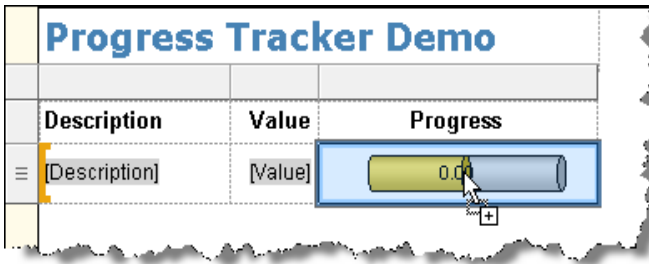 Progress Tracker Demo
Description Value Progress
[Description] [Value] 0.00